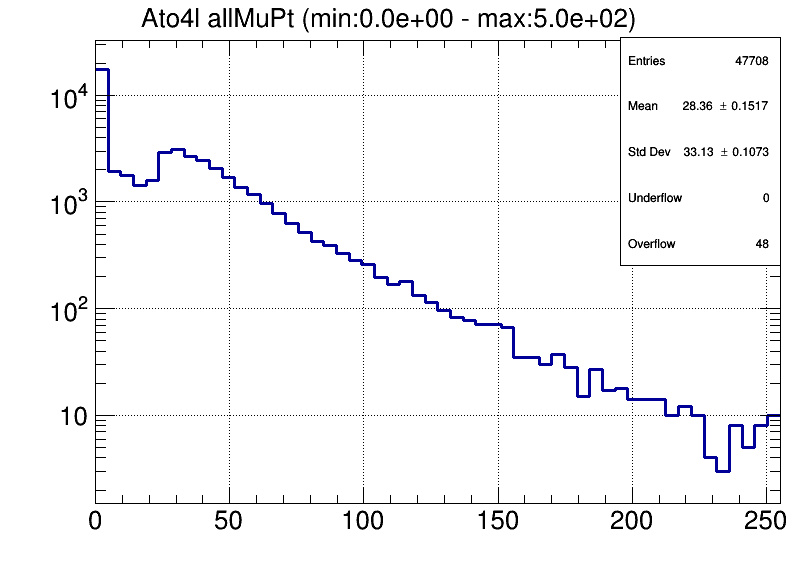 Ato4l allMuPt (min:0.0e+00 - max:5.0e+02)
Entries 47708
Mean 28.36 ± 0.1517
Std Dev 33.13 ± 0.1073
Underflow 0
Overflow 48
10^4
10^3
10^2
10
0 50 100 150 200 250